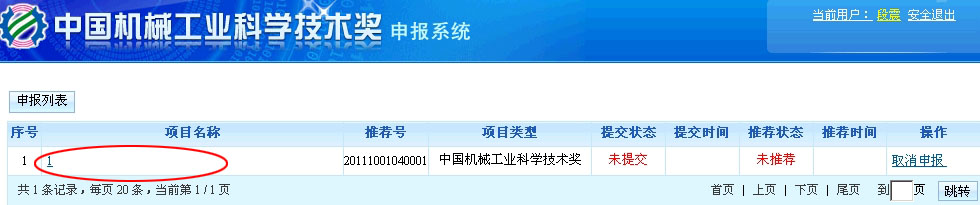 中国机械工业科学技术奖 申报系统
当前用户： 段震 安全退出
申报列表
序号 项目名称 推荐号 项目类型 提交状态 提交时间 推荐状态 推荐时间 操作
1 1 20111001040001 中国机械工业科学技术奖 未提交 未推荐 取消申报
共 1 条记录，每页 20 条，当前第 1 / 1 页 首页 | 上页 | 下页 | 尾页 到 页 跳转